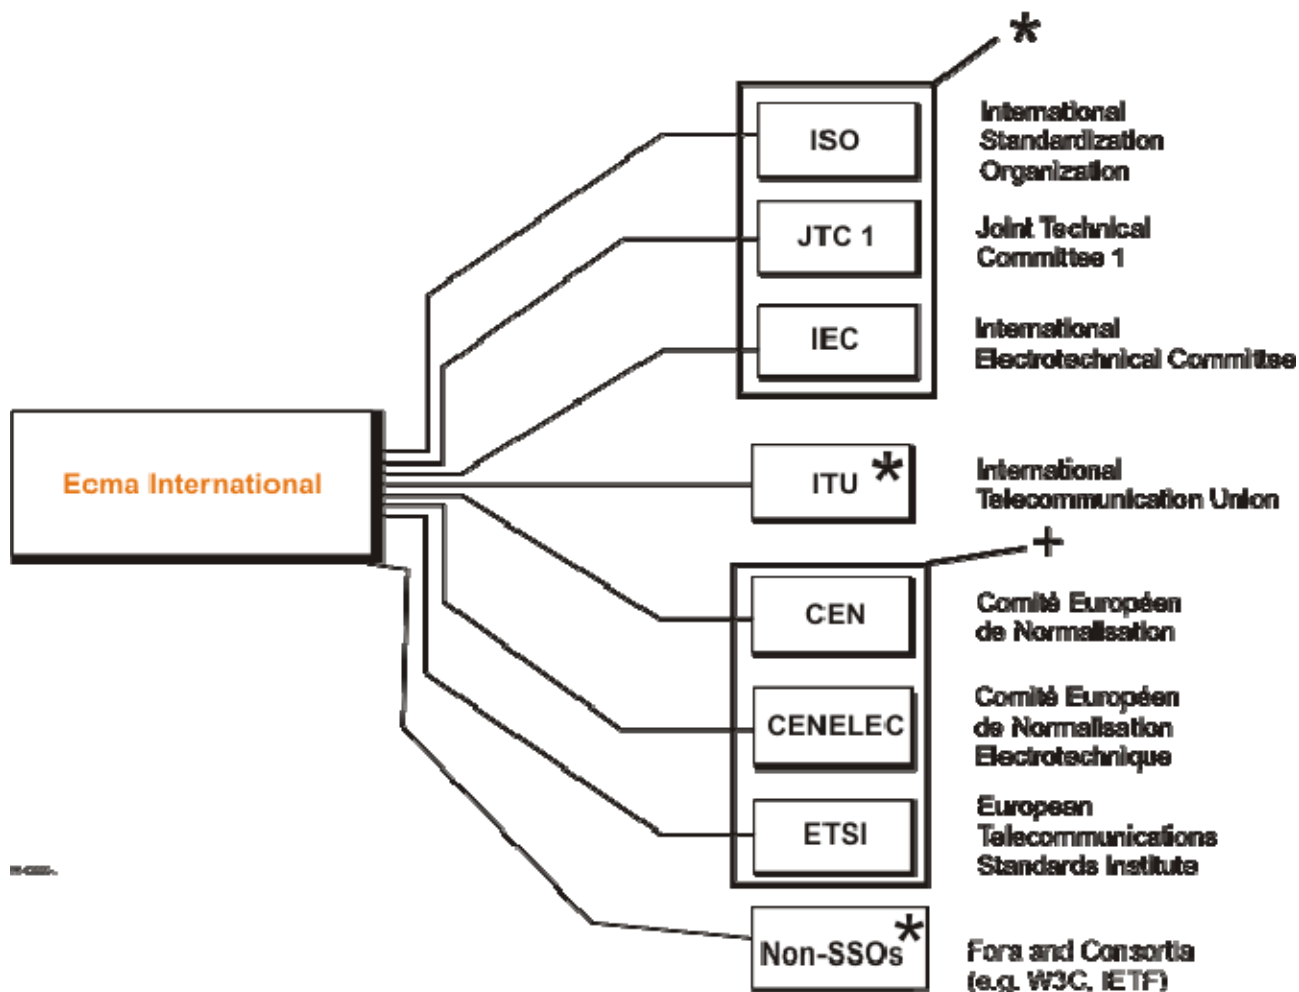 *
ISO
International
Standardization
Organization
JTC 1
Joint Technical
Committee 1
IEC
International
Electrotechnical Committee
Ecma International
ITU *
International
Telecommunication Union
+
CEN
Comité Européen
de Normalisation
CENELEC
Comité Européen
de Normalisation
Electrotechnique
ETSI
European
Telecommunications
Standards Institute
Non-SSOs *
Fora and Consortia
(e.g. W3C, IETF)